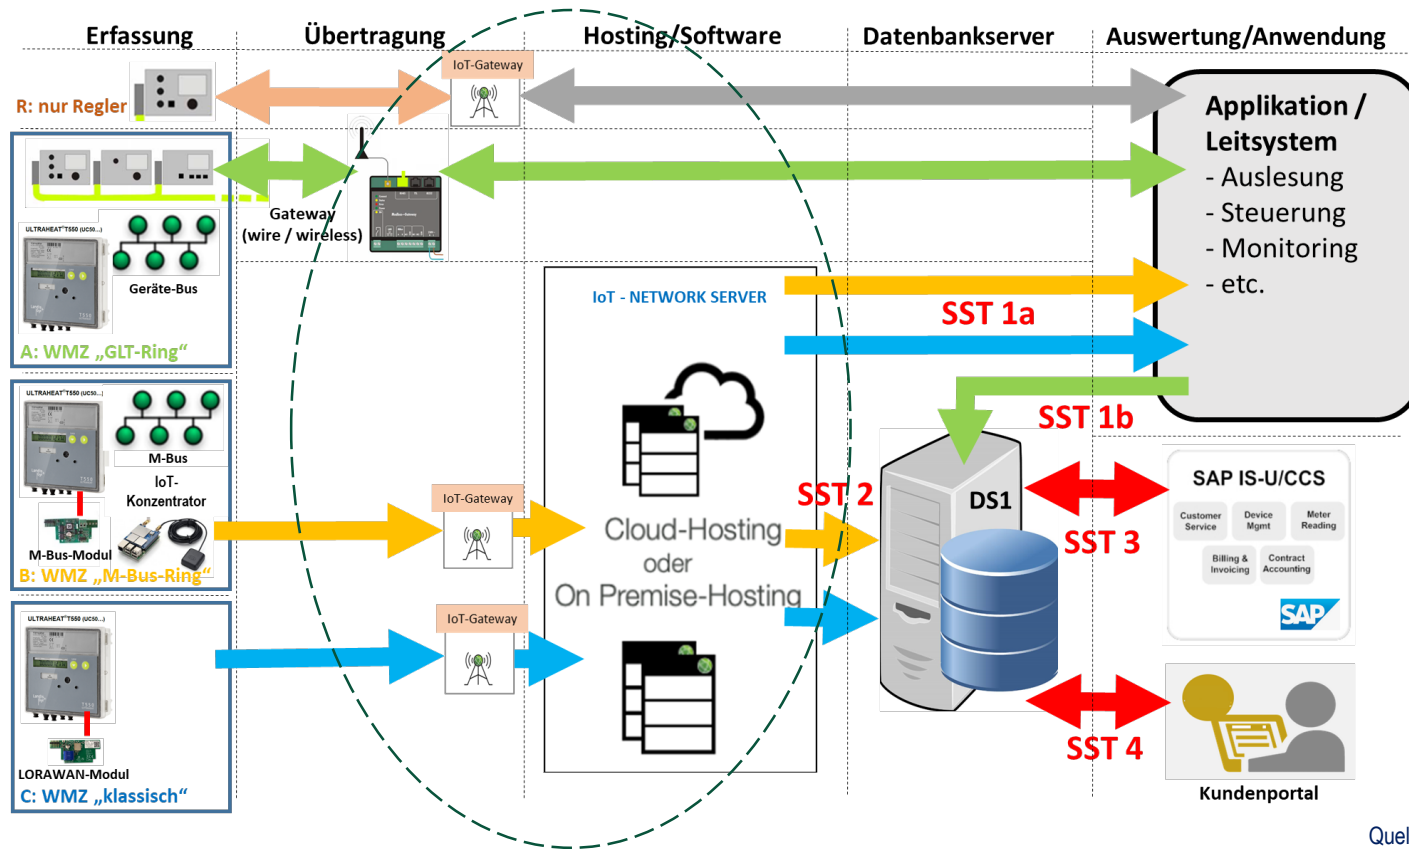 Erfassung
Übertragung
Hosting/Software
Datenbankserver
Auswertung/Anwendung
R: nur Regler
IoT-Gateway
Applikation /
Leitsystem
- Auslesung
- Steuerung
- Monitoring
- etc.
Gateway
(wire / wireless)
ULTRAHEAT® T550 (UC50...)
Geräte-Bus
A: WMZ „GLT-Ring“
IoT - NETWORK SERVER
SST 1a
SST 1b
ULTRAHEAT® T550 (UC50...)
M-Bus
IoT-
Konzentrator
M-Bus-Modul
B: WMZ „M-Bus-Ring“
IoT-Gateway
Cloud-Hosting
oder
On Premise-Hosting
SST 2
DS1
SST 3
SAP IS-U/CCS
Customer
Service
Device
Mgmt
Meter
Reading
Billing &
Invoicing
Contract
Accounting
SAP
ULTRAHEAT® T550 (UC50...)
LORAWAN-Modul
C: WMZ „klassisch“
IoT-Gateway
SST 4
Kundenportal
Quel